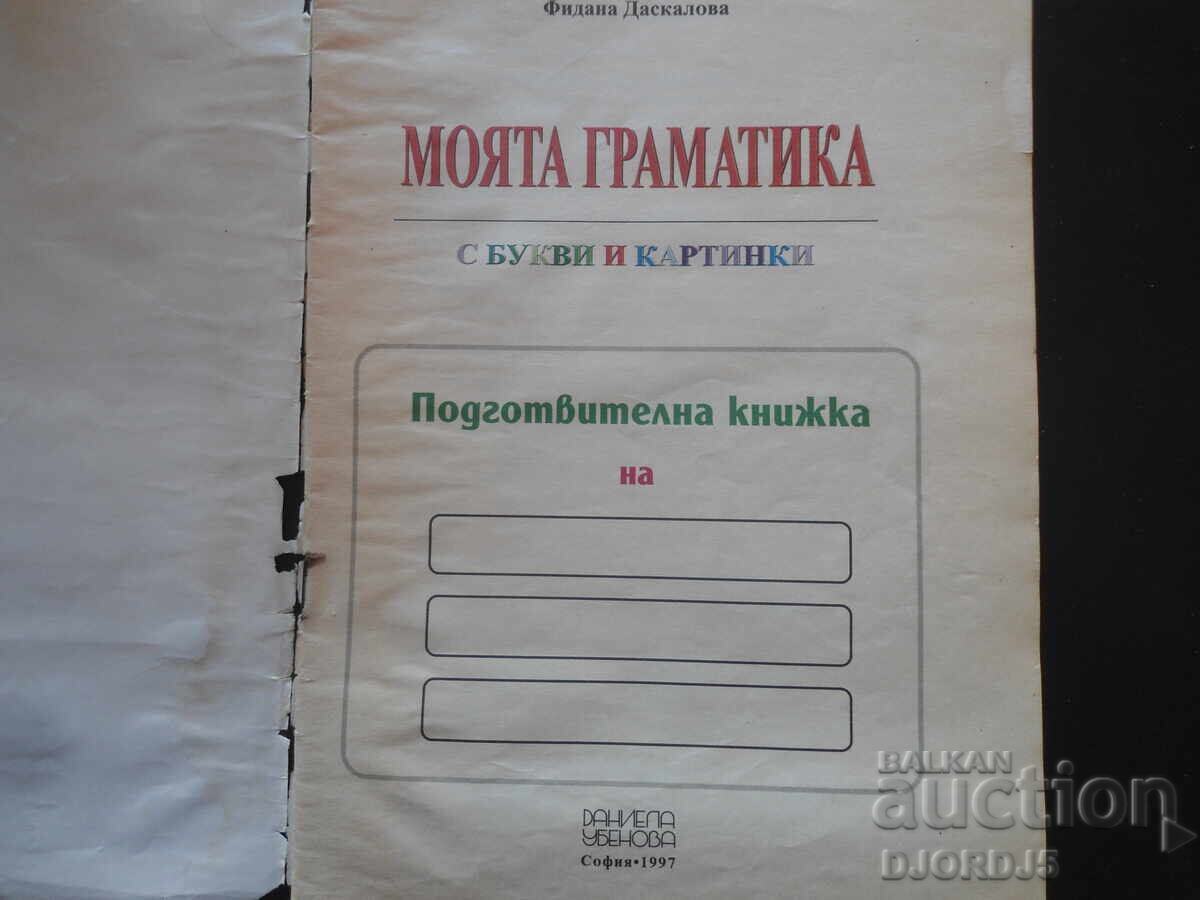 Фидана Даскалова
МОЯТА ГРАМАТИКА
С БУКВИ И КАРТИНКИ
Подготвителна книжка
на
ДАНИЕЛА
УБЕНОВА
София•1997
BALKAN
auction
DJORDJ5